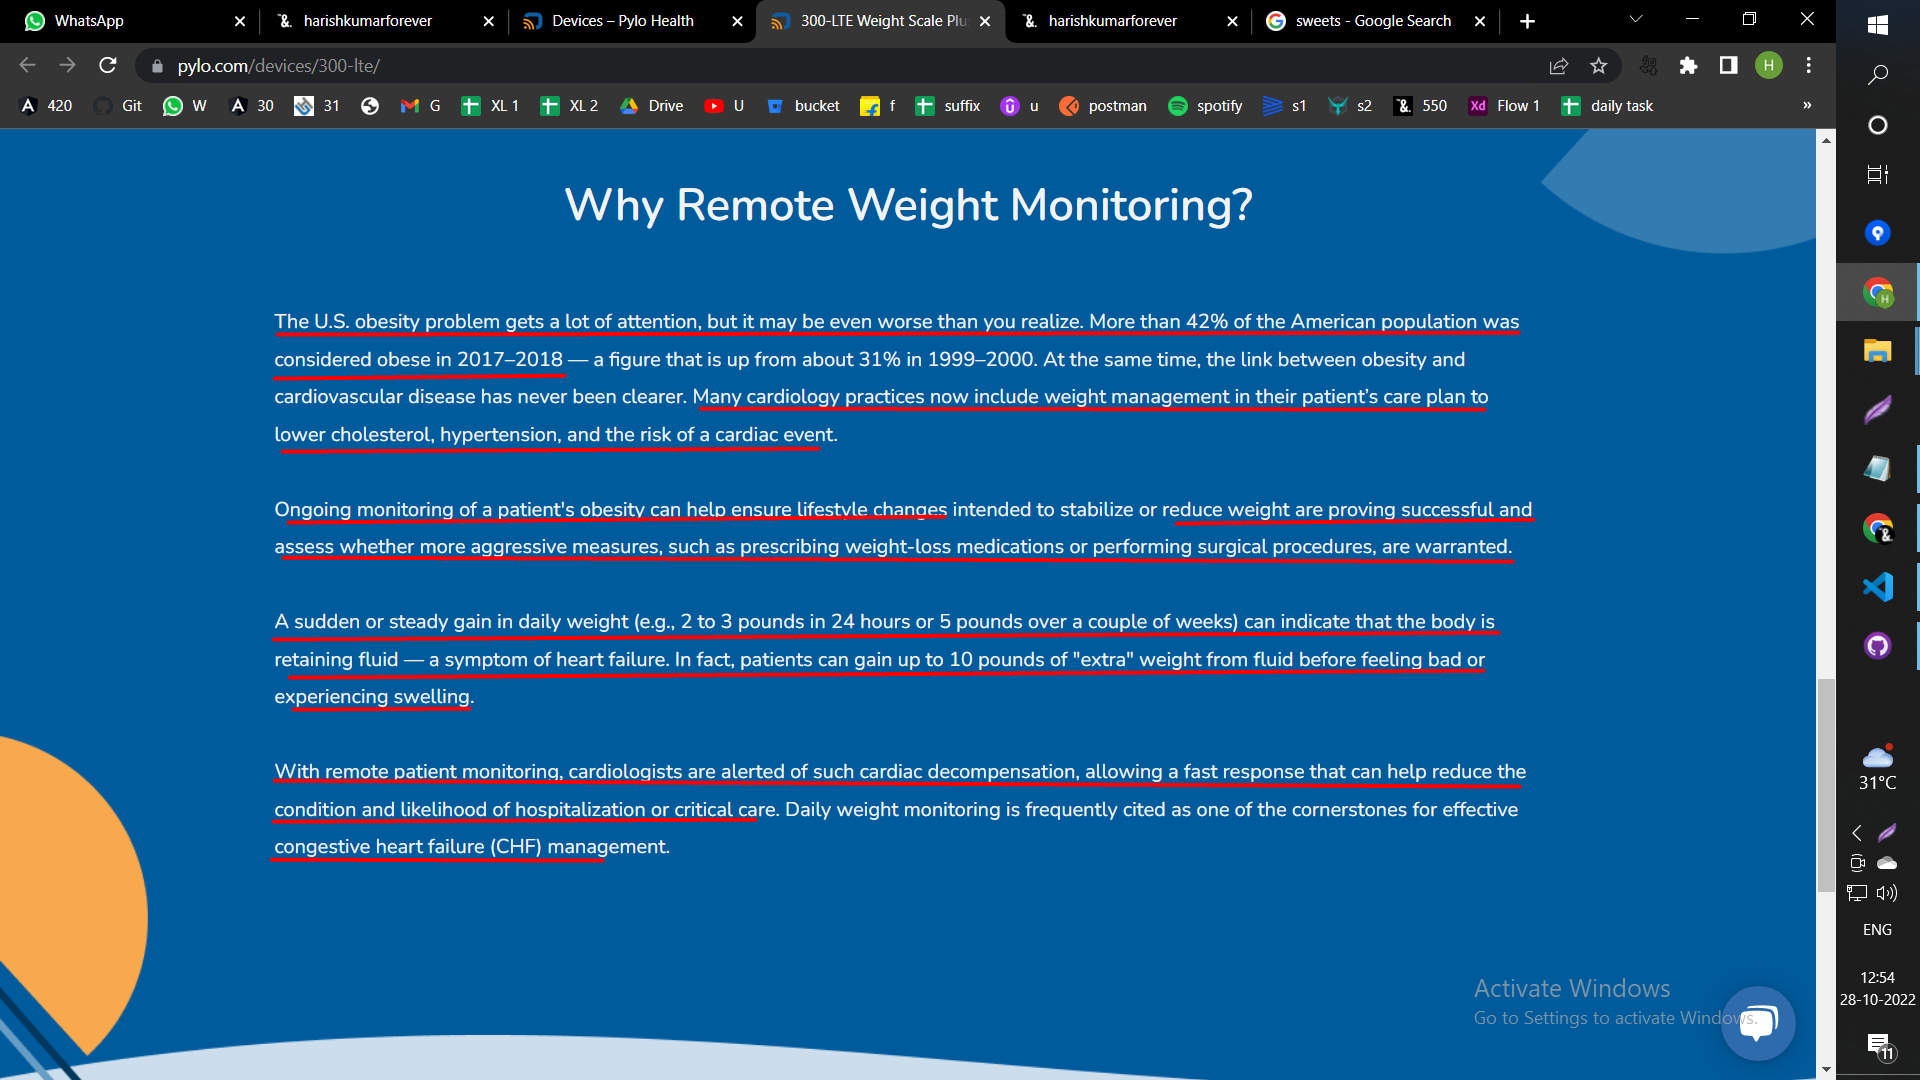 WhatsApp
harishkumarforever
Devices – Pylo Health
300-LTE Weight Scale Plu
harishkumarforever
sweets - Google Search
pylo.com/devices/300-lte/
H
420
Git
W
30
31
G
XL 1
XL 2
Drive
U
bucket
f
suffix
u
postman
spotify
s1
s2
550
Xd Flow 1
daily task
»
Why Remote Weight Monitoring?
The U.S. obesity problem gets a lot of attention, but it may be even worse than you realize. More than 42% of the American population was
considered obese in 2017–2018 — a figure that is up from about 31% in 1999–2000. At the same time, the link between obesity and
cardiovascular disease has never been clearer. Many cardiology practices now include weight management in their patient’s care plan to
lower cholesterol, hypertension, and the risk of a cardiac event.
Ongoing monitoring of a patient's obesity can help ensure lifestyle changes intended to stabilize or reduce weight are proving successful and
assess whether more aggressive measures, such as prescribing weight-loss medications or performing surgical procedures, are warranted.
A sudden or steady gain in daily weight (e.g., 2 to 3 pounds in 24 hours or 5 pounds over a couple of weeks) can indicate that the body is
retaining fluid — a symptom of heart failure. In fact, patients can gain up to 10 pounds of "extra" weight from fluid before feeling bad or
experiencing swelling.
With remote patient monitoring, cardiologists are alerted of such cardiac decompensation, allowing a fast response that can help reduce the
condition and likelihood of hospitalization or critical care. Daily weight monitoring is frequently cited as one of the cornerstones for effective
congestive heart failure (CHF) management.
Activate Windows
Go to Settings to activate Windows.
31°C
ENG
12:54
28-10-2022
11